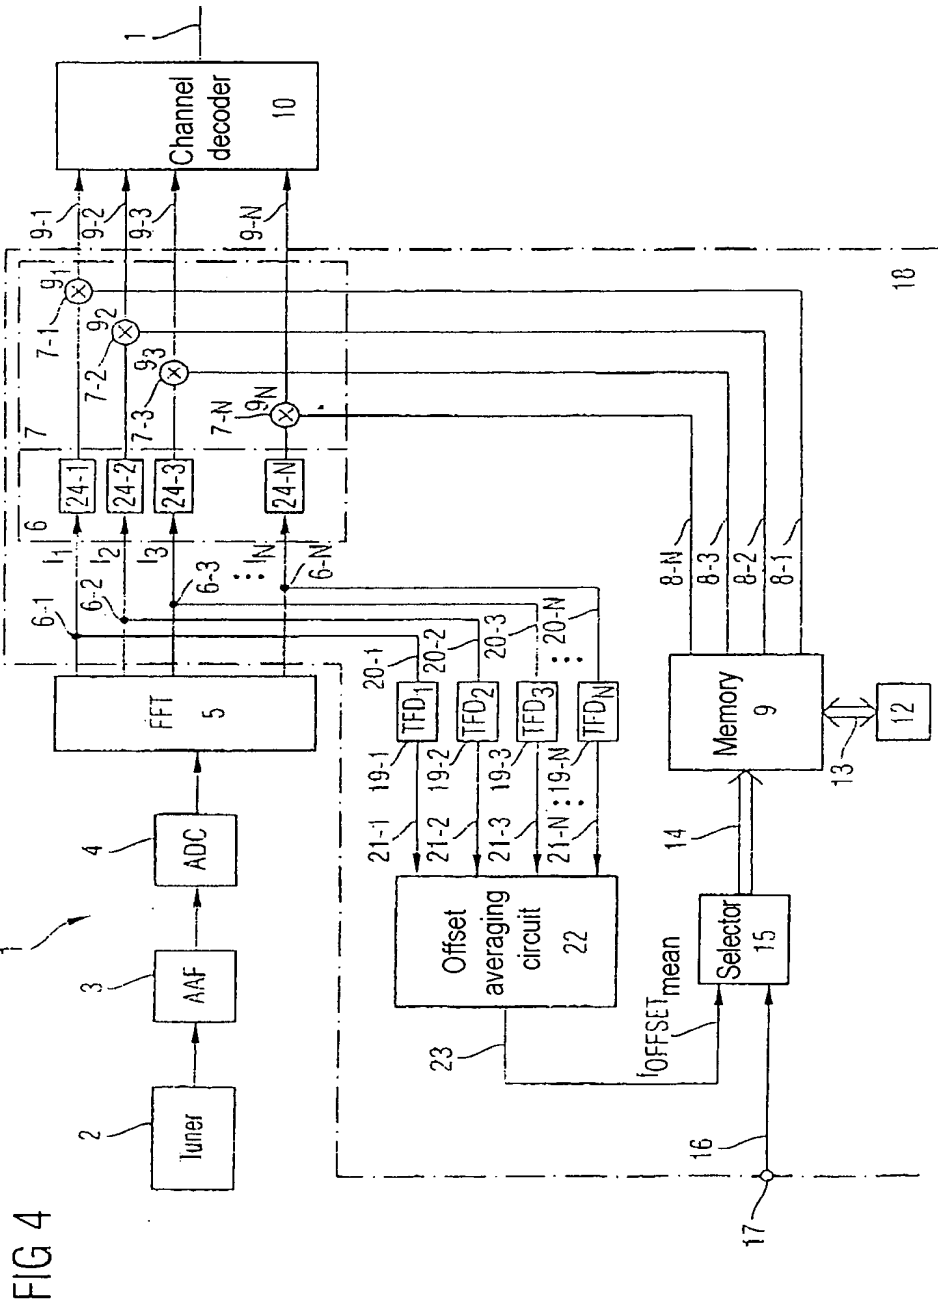 FIG 4
1
2
Tuner
3
AAF
4
ADC
FFT
5
6-1
6-2
6-3
6-N
I1
I2
I3
IN
6
24-1
24-2
24-3
24-N
7
7-1
7-2
7-3
7-N
91
92
93
9N
9-1
9-2
9-3
9-N
Channel
decoder
10
1
18
20-1
20-2
20-3
20-N
TFD1
TFD2
TFD3
TFDN
19-1
19-2
19-3
19-N
21-1
21-2
21-3
21-N
Offset
averaging
circuit
22
23
fOFFSETmean
17
16
Selector
15
14
Memory
9
13
12
8-N
8-3
8-2
8-1